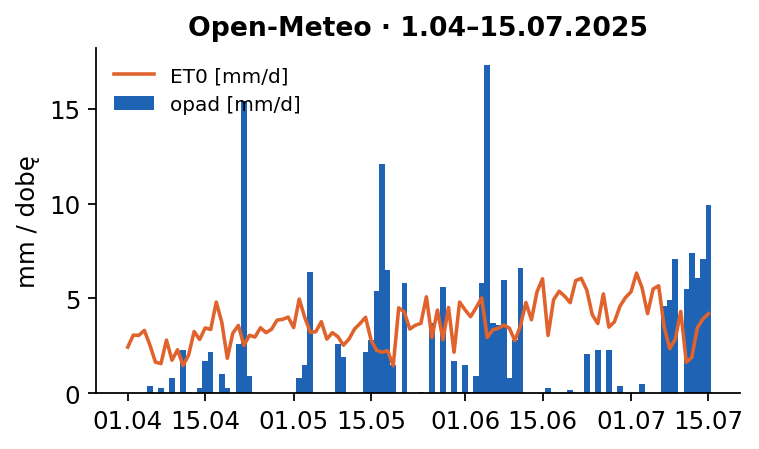 Open-Meteo · 1.04–15.07.2025
ET0 [mm/d]
opad [mm/d]
mm / dobę
15
10
5
0
01.04 15.04 01.05 15.05 01.06 15.06 01.07 15.07